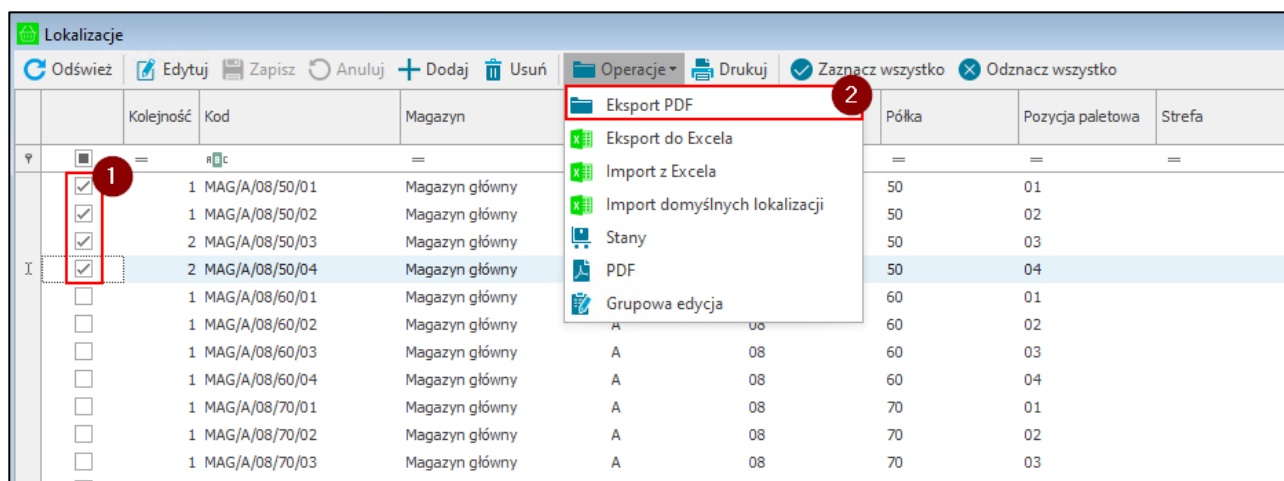 Lokalizacje
Odśwież Edytuj Zapisz Anuluj Dodaj Usuń Operacje Drukuj Zaznacz wszystko Odznacz wszystko
Kolejność Kod Magazyn Półka Pozycja paletowa Strefa
Eksport PDF
2
Eksport do Excela
Import z Excela
Import domyślnych lokalizacji
Stany
PDF
Grupowa edycja
= ABC = = = =
1
1 MAG/A/08/50/01 Magazyn główny 50 01
1 MAG/A/08/50/02 Magazyn główny 50 02
2 MAG/A/08/50/03 Magazyn główny 50 03
2 MAG/A/08/50/04 Magazyn główny 50 04
1 MAG/A/08/60/01 Magazyn główny 60 01
1 MAG/A/08/60/02 Magazyn główny A 08 60 02
1 MAG/A/08/60/03 Magazyn główny A 08 60 03
1 MAG/A/08/60/04 Magazyn główny A 08 60 04
1 MAG/A/08/70/01 Magazyn główny A 08 70 01
1 MAG/A/08/70/02 Magazyn główny A 08 70 02
1 MAG/A/08/70/03 Magazyn główny A 08 70 03